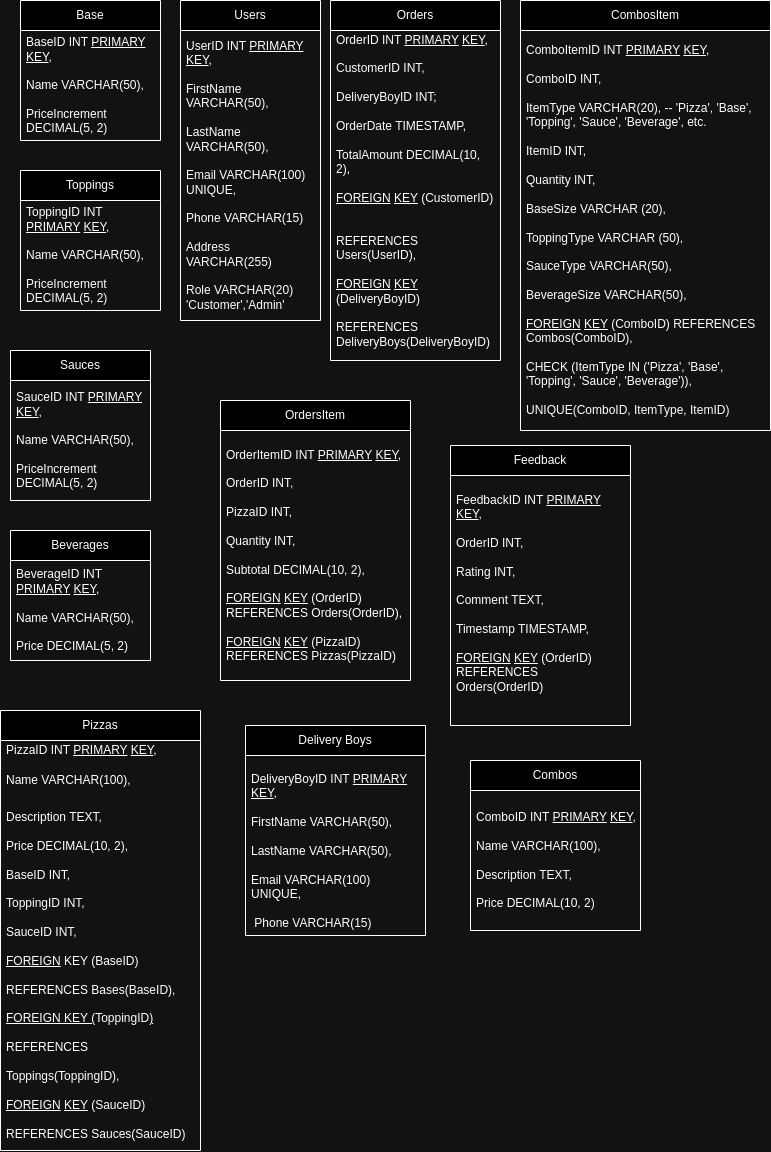 Base
BaseID INT PRIMARY
KEY,
Name VARCHAR(50),
PriceIncrement
DECIMAL(5, 2)
Toppings
ToppingID INT
PRIMARY KEY,
Name VARCHAR(50),
PriceIncrement
DECIMAL(5, 2)
Users
UserID INT PRIMARY
KEY,
FirstName
VARCHAR(50),
LastName
VARCHAR(50),
Email VARCHAR(100)
UNIQUE,
Phone VARCHAR(15)
Address
VARCHAR(255)
Role VARCHAR(20)
'Customer','Admin'
Orders
OrderID INT PRIMARY KEY,
CustomerID INT,
DeliveryBoyID INT;
OrderDate TIMESTAMP,
TotalAmount DECIMAL(10,
2),
FOREIGN KEY (CustomerID)
REFERENCES
Users(UserID),
FOREIGN KEY
(DeliveryBoyID)
REFERENCES
DeliveryBoys(DeliveryBoyID)
CombosItem
ComboItemID INT PRIMARY KEY,
ComboID INT,
ItemType VARCHAR(20), -- 'Pizza', 'Base',
'Topping', 'Sauce', 'Beverage', etc.
ItemID INT,
Quantity INT,
BaseSize VARCHAR (20),
ToppingType VARCHAR (50),
SauceType VARCHAR(50),
BeverageSize VARCHAR(50),
FOREIGN KEY (ComboID) REFERENCES
Combos(ComboID),
CHECK (ItemType IN ('Pizza', 'Base',
'Topping', 'Sauce', 'Beverage')),
UNIQUE(ComboID, ItemType, ItemID)
Sauces
SauceID INT PRIMARY
KEY,
Name VARCHAR(50),
PriceIncrement
DECIMAL(5, 2)
Beverages
BeverageID INT
PRIMARY KEY,
Name VARCHAR(50),
Price DECIMAL(5, 2)
OrdersItem
OrderItemID INT PRIMARY KEY,
OrderID INT,
PizzaID INT,
Quantity INT,
Subtotal DECIMAL(10, 2),
FOREIGN KEY (OrderID)
REFERENCES Orders(OrderID),
FOREIGN KEY (PizzaID)
REFERENCES Pizzas(PizzaID)
Feedback
FeedbackID INT PRIMARY
KEY,
OrderID INT,
Rating INT,
Comment TEXT,
Timestamp TIMESTAMP,
FOREIGN KEY (OrderID)
REFERENCES
Orders(OrderID)
Pizzas
PizzaID INT PRIMARY KEY,
Name VARCHAR(100),
Description TEXT,
Price DECIMAL(10, 2),
BaseID INT,
ToppingID INT,
SauceID INT,
FOREIGN KEY (BaseID)
REFERENCES Bases(BaseID),
FOREIGN KEY (ToppingID)
REFERENCES
Toppings(ToppingID),
FOREIGN KEY (SauceID)
REFERENCES Sauces(SauceID)
Delivery Boys
DeliveryBoyID INT PRIMARY
KEY,
FirstName VARCHAR(50),
LastName VARCHAR(50),
Email VARCHAR(100)
UNIQUE,
Phone VARCHAR(15)
Combos
ComboID INT PRIMARY KEY,
Name VARCHAR(100),
Description TEXT,
Price DECIMAL(10, 2)